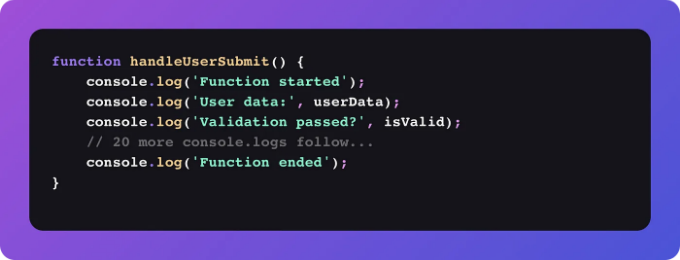 function handleUserSubmit() {
    console.log('Function started');
    console.log('User data:', userData);
    console.log('Validation passed?', isValid);
    // 20 more console.logs follow...
    console.log('Function ended');
}